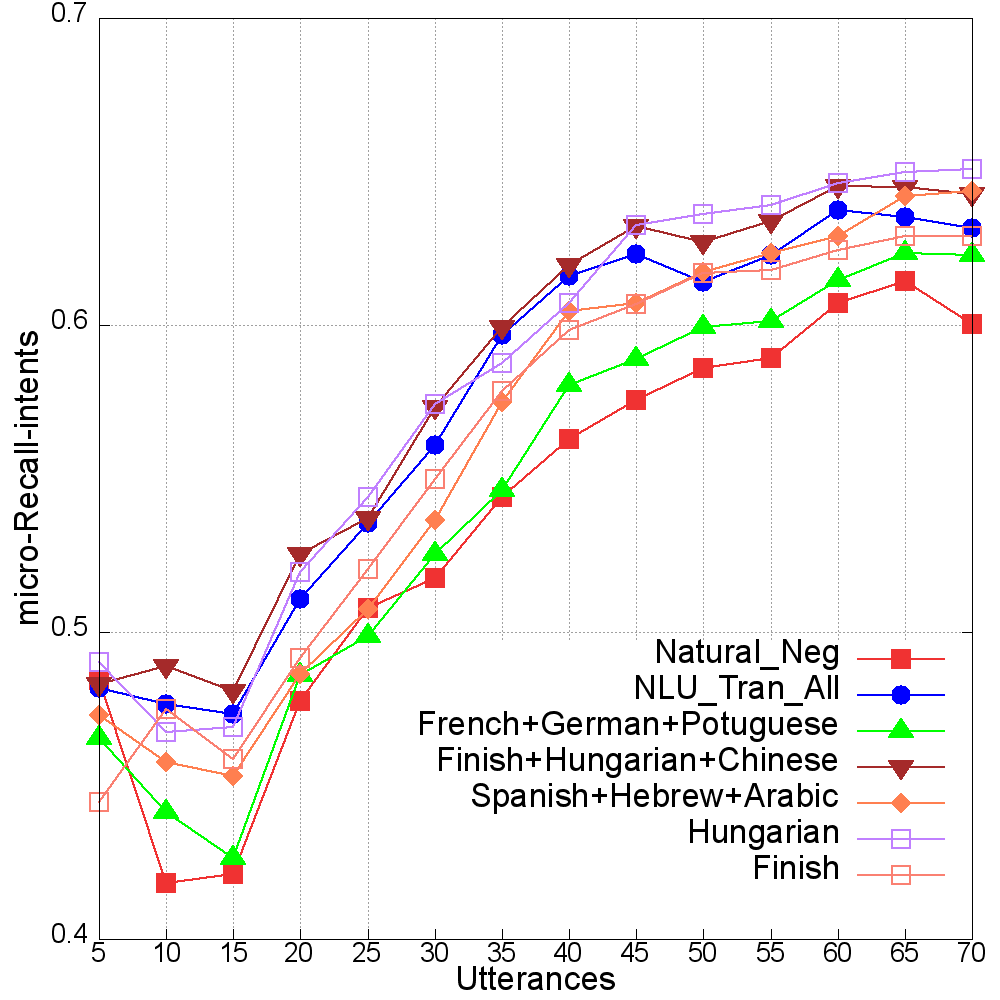 0.7
0.6
0.5
0.4
micro-Recall-intents
Natural_Neg
NLU_Tran_All
French+German+Potuguese
Finish+Hungarian+Chinese
Spanish+Hebrew+Arabic
Hungarian
Finish
5 10 15 20 25 30 35 40 45 50 55 60 65 70
Utterances